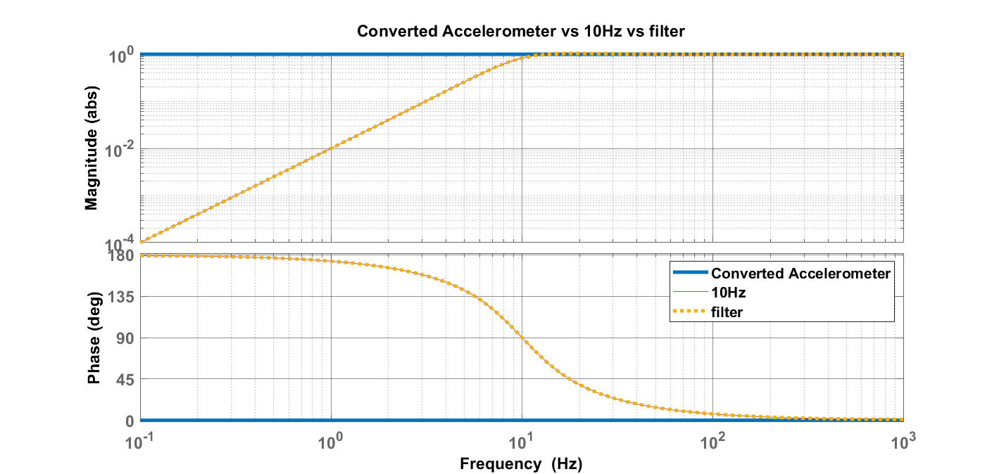 Converted Accelerometer vs 10Hz vs filter
10^0
10^-2
10^-4
Magnitude (abs)
180
135
90
45
0
Phase (deg)
Converted Accelerometer
10Hz
filter
10^-1 10^0 10^1 10^2 10^3
Frequency (Hz)